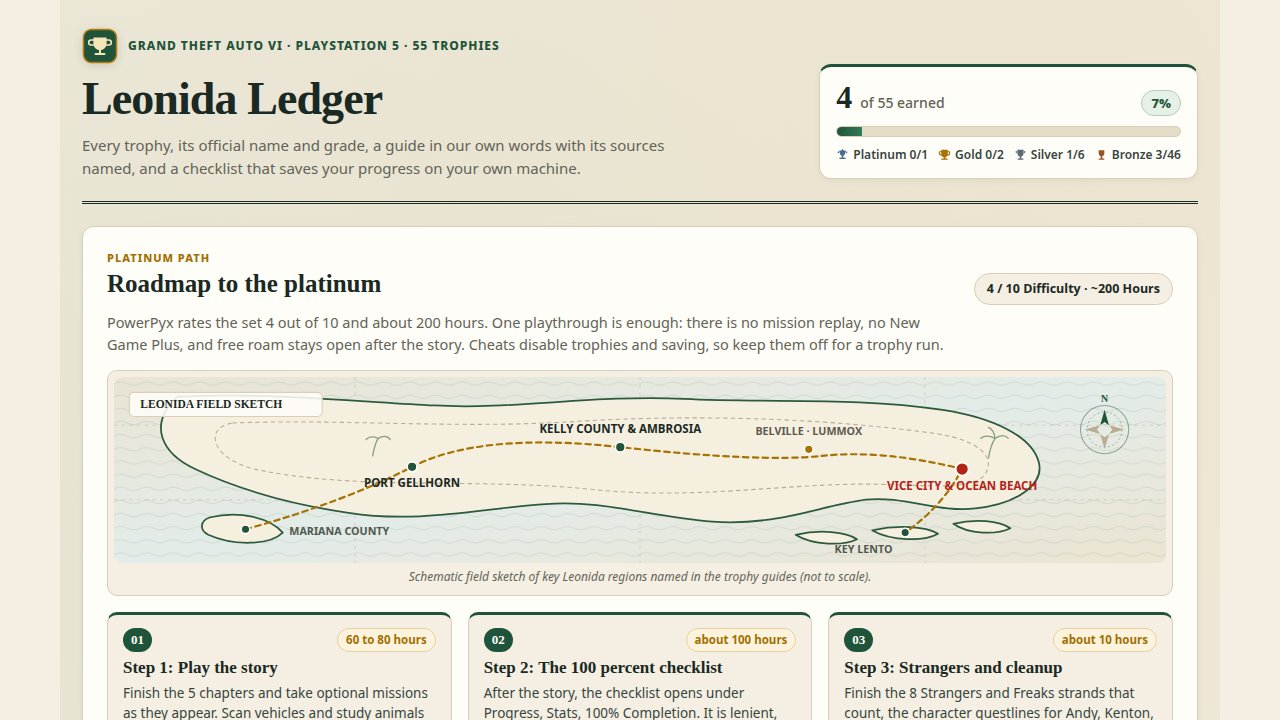 GRAND THEFT AUTO VI · PLAYSTATION 5 · 55 TROPHIES
Leonida Ledger
Every trophy, its official name and grade, a guide in our own words with its sources
named, and a checklist that saves your progress on your own machine.
4 of 55 earned
7%
Platinum 0/1 Gold 0/2 Silver 1/6 Bronze 3/46
PLATINUM PATH
Roadmap to the platinum
4 / 10 Difficulty · ~200 Hours
PowerPyx rates the set 4 out of 10 and about 200 hours. One playthrough is enough: there is no mission replay, no New
Game Plus, and free roam stays open after the story. Cheats disable trophies and saving, so keep them off for a trophy run.
LEONIDA FIELD SKETCH
N
KELLY COUNTY & AMBROSIA
BELVILLE · LUMMOX
PORT GELLHORN
VICE CITY & OCEAN BEACH
MARIANA COUNTY
KEY LENTO
Schematic field sketch of key Leonida regions named in the trophy guides (not to scale).
01
60 to 80 hours
Step 1: Play the story
Finish the 5 chapters and take optional missions
as they appear. Scan vehicles and study animals
02
about 100 hours
Step 2: The 100 percent checklist
After the story, the checklist opens under
Progress, Stats, 100% Completion. It is lenient,
03
about 10 hours
Step 3: Strangers and cleanup
Finish the 8 Strangers and Freaks strands that
count, the character questlines for Andy, Kenton,